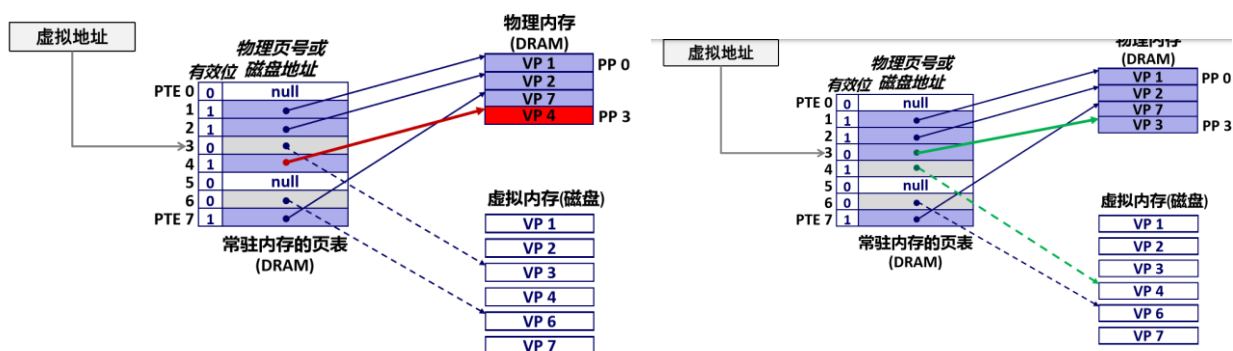 虚拟地址
物理页号或
磁盘地址
有效位
物理内存
(DRAM)
PTE 0 0 null
1 1
2 1
3 0
4 1
5 0 null
6 0
PTE 7 1
VP 1 PP 0
VP 2
VP 7
VP 4 PP 3
常驻内存的页表
(DRAM)
虚拟内存(磁盘)
VP 1
VP 2
VP 3
VP 4
VP 6
VP 7
虚拟地址
物理页号或
磁盘地址
有效位
物理内存
(DRAM)
PTE 0 0 null
1 1
2 1
3 0
4 1
5 0 null
6 0
PTE 7 1
VP 1 PP 0
VP 2
VP 7
VP 3 PP 3
常驻内存的页表
(DRAM)
虚拟内存(磁盘)
VP 1
VP 2
VP 3
VP 4
VP 6
VP 7